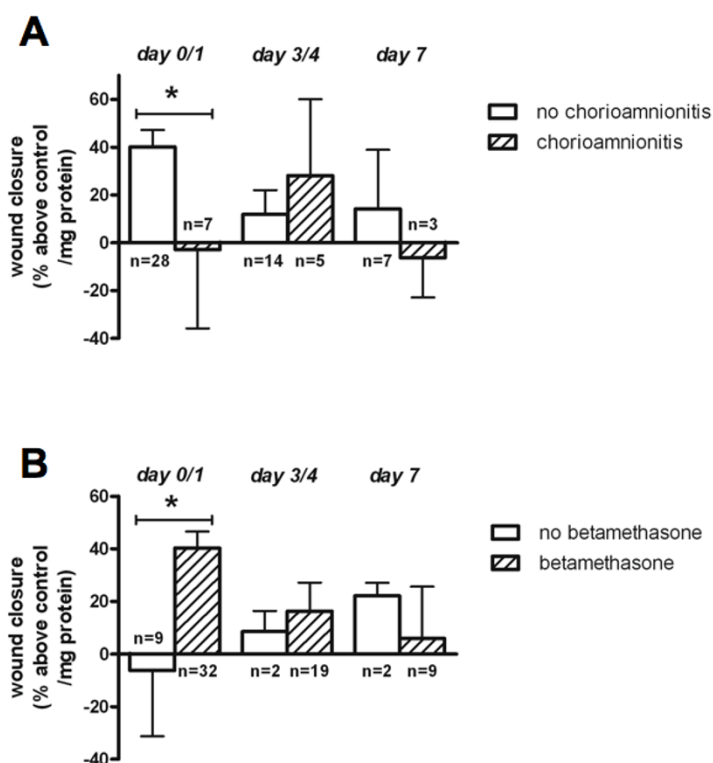 A
day 0/1 day 3/4 day 7
*
60
40
20
0
-20
-40
wound closure
(% above control
/mg protein)
n=28 n=7 n=14 n=5 n=7 n=3
no chorioamnionitis
chorioamnionitis
B
day 0/1 day 3/4 day 7
*
60
40
20
0
-20
-40
wound closure
(% above control
/mg protein)
n=9 n=32 n=2 n=19 n=2 n=9
no betamethasone
betamethasone